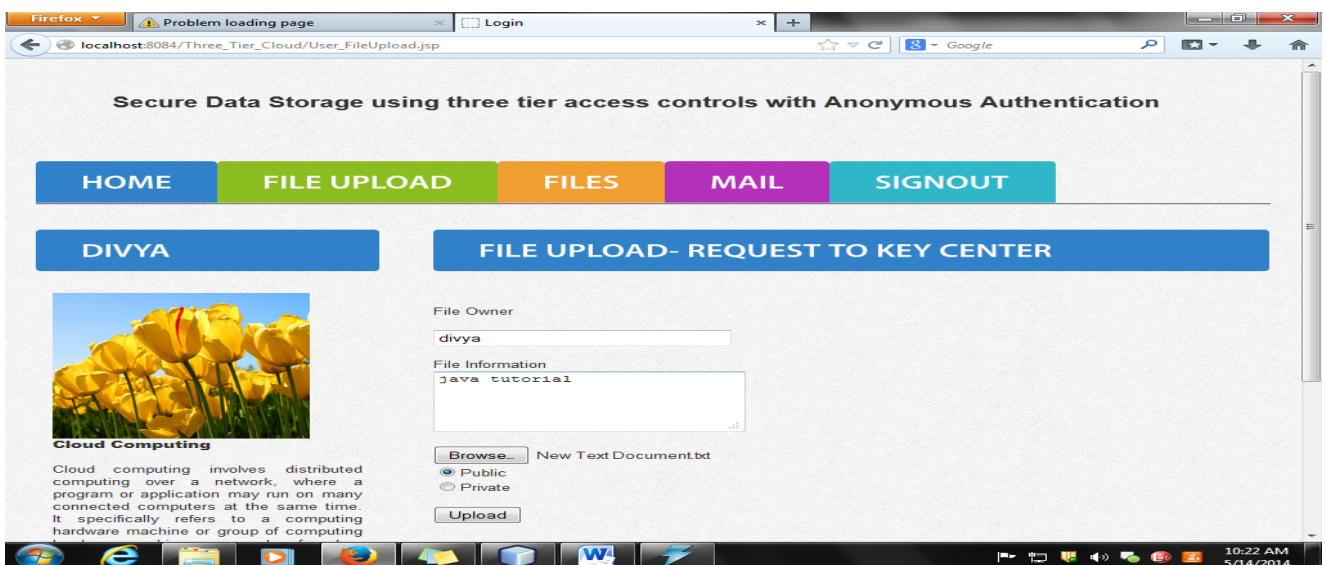 Firefox
Problem loading page
Login
localhost:8084/Three_Tier_Cloud/User_FileUpload.jsp
Google
Secure Data Storage using three tier access controls with Anonymous Authentication
HOME
FILE UPLOAD
FILES
MAIL
SIGNOUT
DIVYA
FILE UPLOAD- REQUEST TO KEY CENTER
Cloud Computing
Cloud computing involves distributed
computing over a network, where a
program or application may run on many
connected computers at the same time.
It specifically refers to a computing
hardware machine or group of computing
File Owner
divya
File Information
java tutorial
Browse_ New Text Document.txt
Public
Private
Upload
10:22 AM
5/14/2014